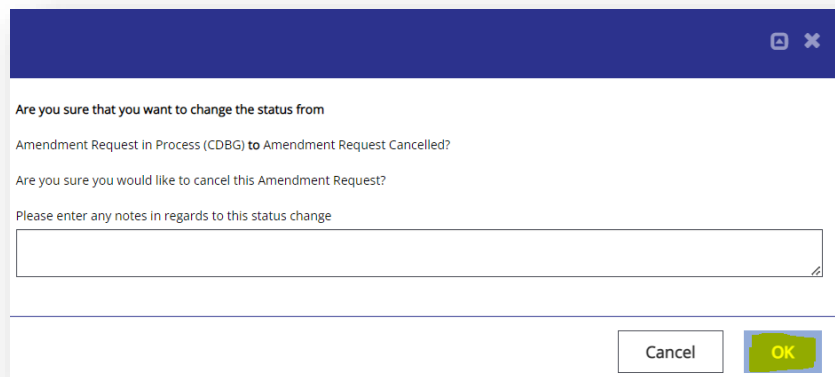 Are you sure that you want to change the status from
Amendment Request in Process (CDBG) to Amendment Request Cancelled?
Are you sure you would like to cancel this Amendment Request?
Please enter any notes in regards to this status change
Cancel OK